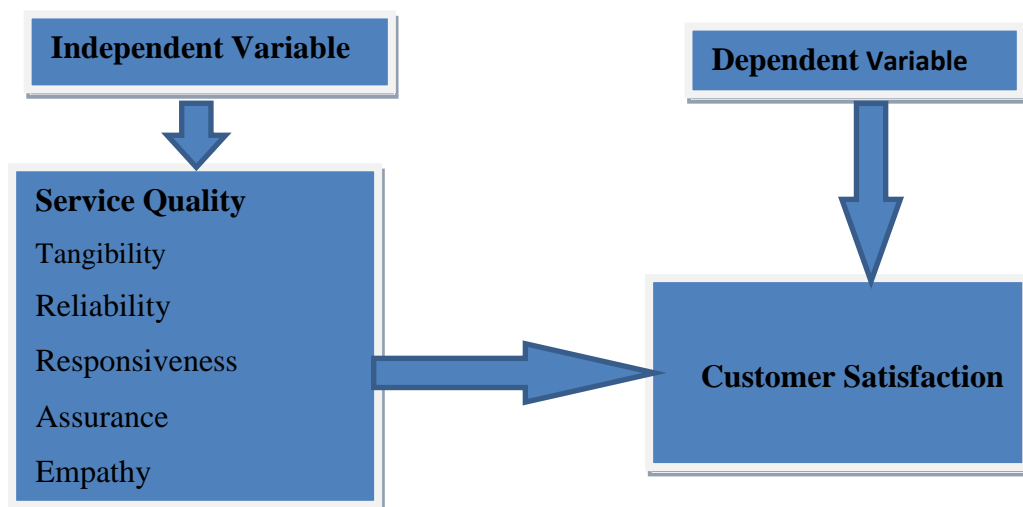 Independent Variable
Dependent Variable
Service Quality
Tangibility
Reliability
Responsiveness
Assurance
Empathy
Customer Satisfaction